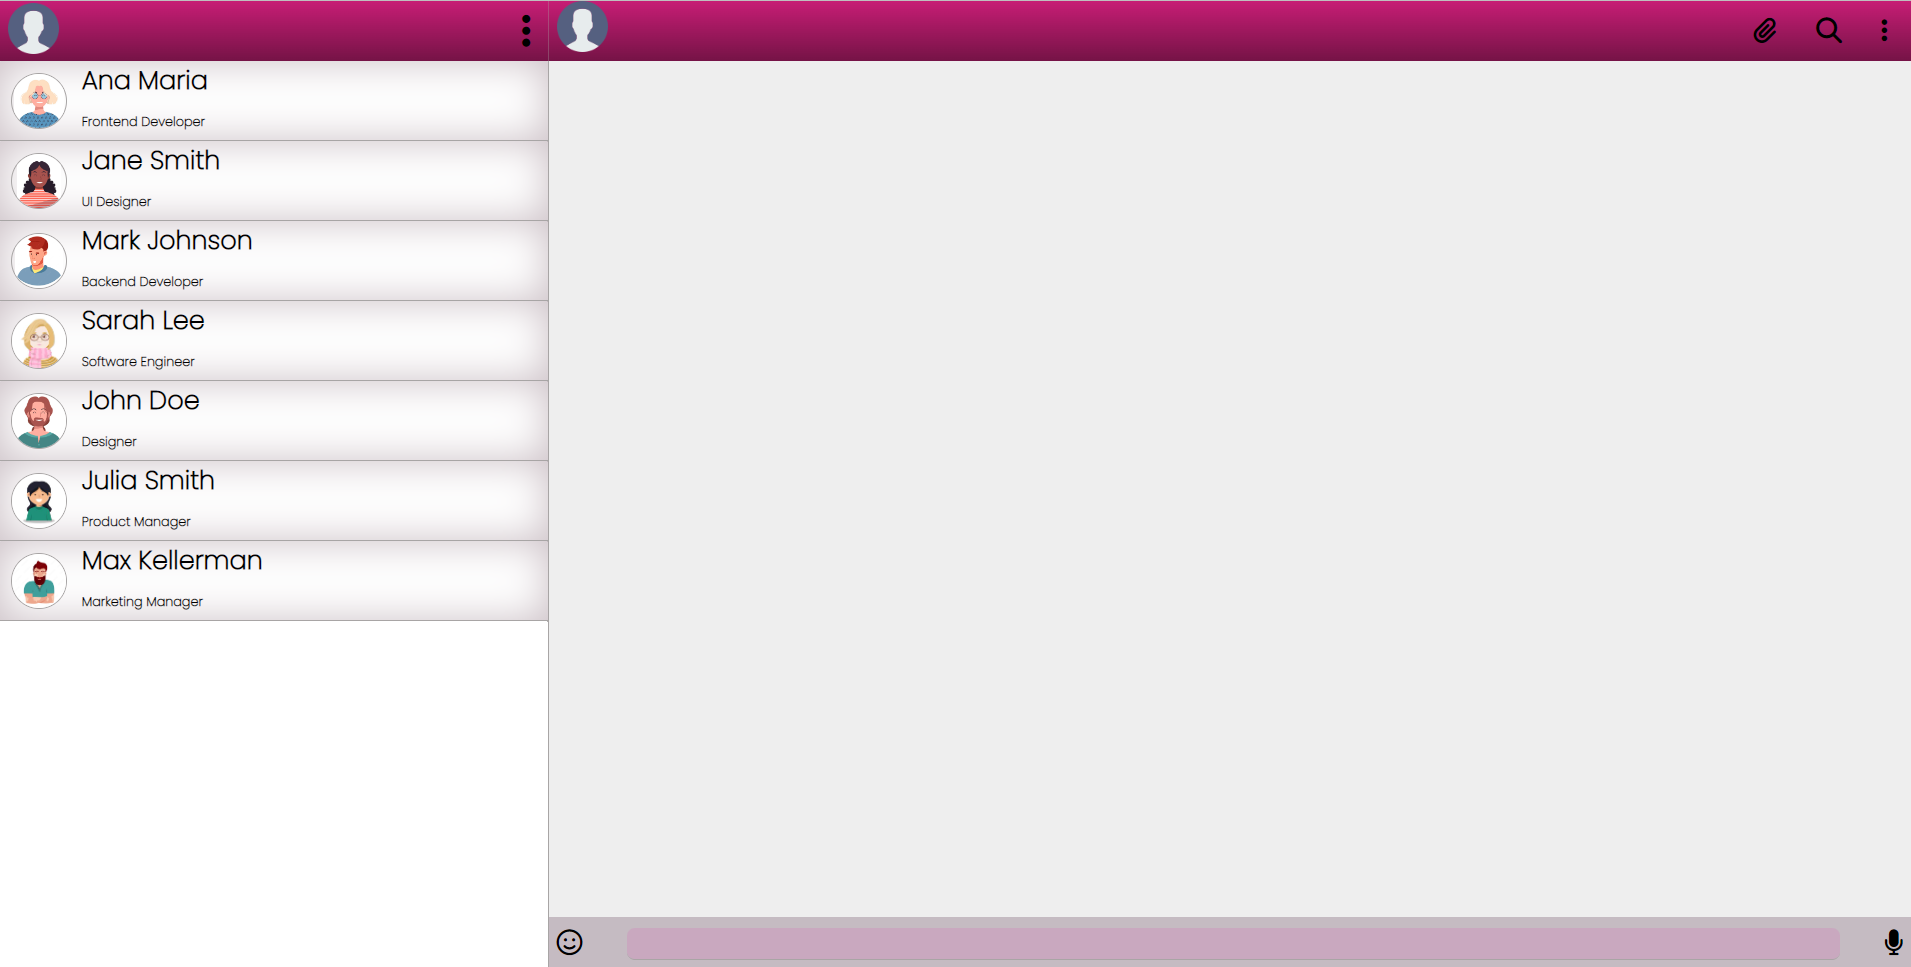 Ana Maria
Frontend Developer
Jane Smith
UI Designer
Mark Johnson
Backend Developer
Sarah Lee
Software Engineer
John Doe
Designer
Julia Smith
Product Manager
Max Kellerman
Marketing Manager